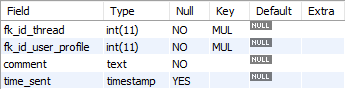 Field Type Null Key Default Extra
fk_id_thread int(11) NO MUL NULL
fk_id_user_profile int(11) NO MUL NULL
comment text NO NULL
time_sent timestamp YES NULL